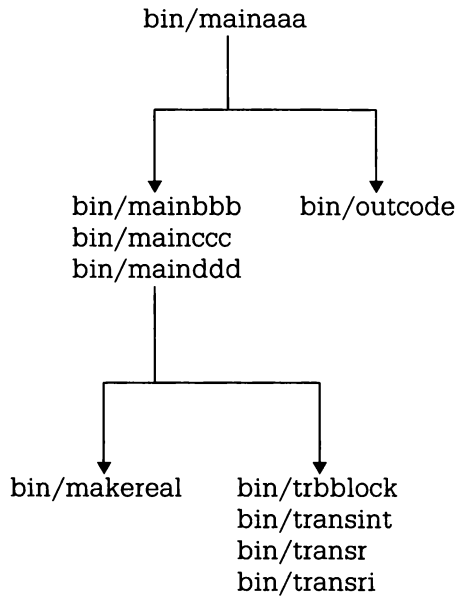 bin/mainaaa
bin/mainbbb
bin/mainccc
bin/mainddd
bin/outcode
bin/makereal
bin/trbblock
bin/transint
bin/transr
bin/transri